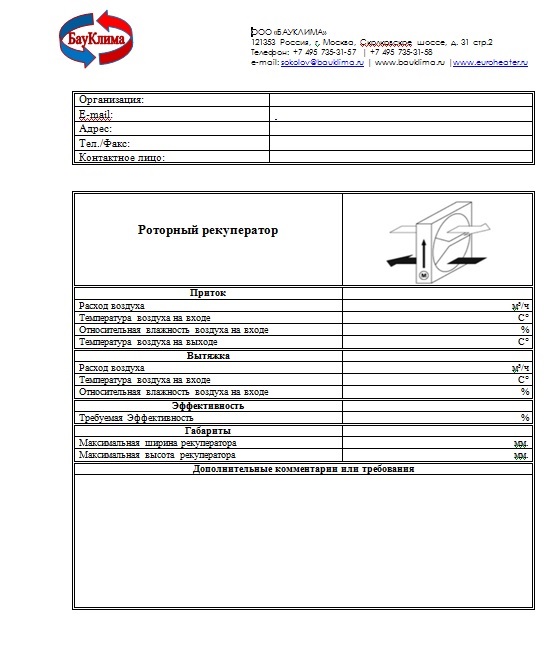 БауКлима
ООО «БАУКЛИМА»
121353 Россия, г. Москва, Сколковское шоссе, д. 31 стр.2
Телефон: +7 495 735-31-57 | +7 495 735-31-58
e-mail: sokolov@bauklima.ru | www.bauklima.ru |www.euroheater.ru
Организация:
E-mail:
Адрес:
Тел./Факс:
Контактное лицо:
Роторный рекуператор
М
Приток
Расход воздуха м³/ч
Температура воздуха на входе С°
Относительная влажность воздуха на входе %
Температура воздуха на выходе С°
Вытяжка
Расход воздуха м³/ч
Температура воздуха на входе С°
Относительная влажность воздуха на входе %
Эффективность
Требуемая Эффективность %
Габариты
Максимальная ширина рекуператора мм.
Максимальная высота рекуператора мм.
Дополнительные комментарии или требования